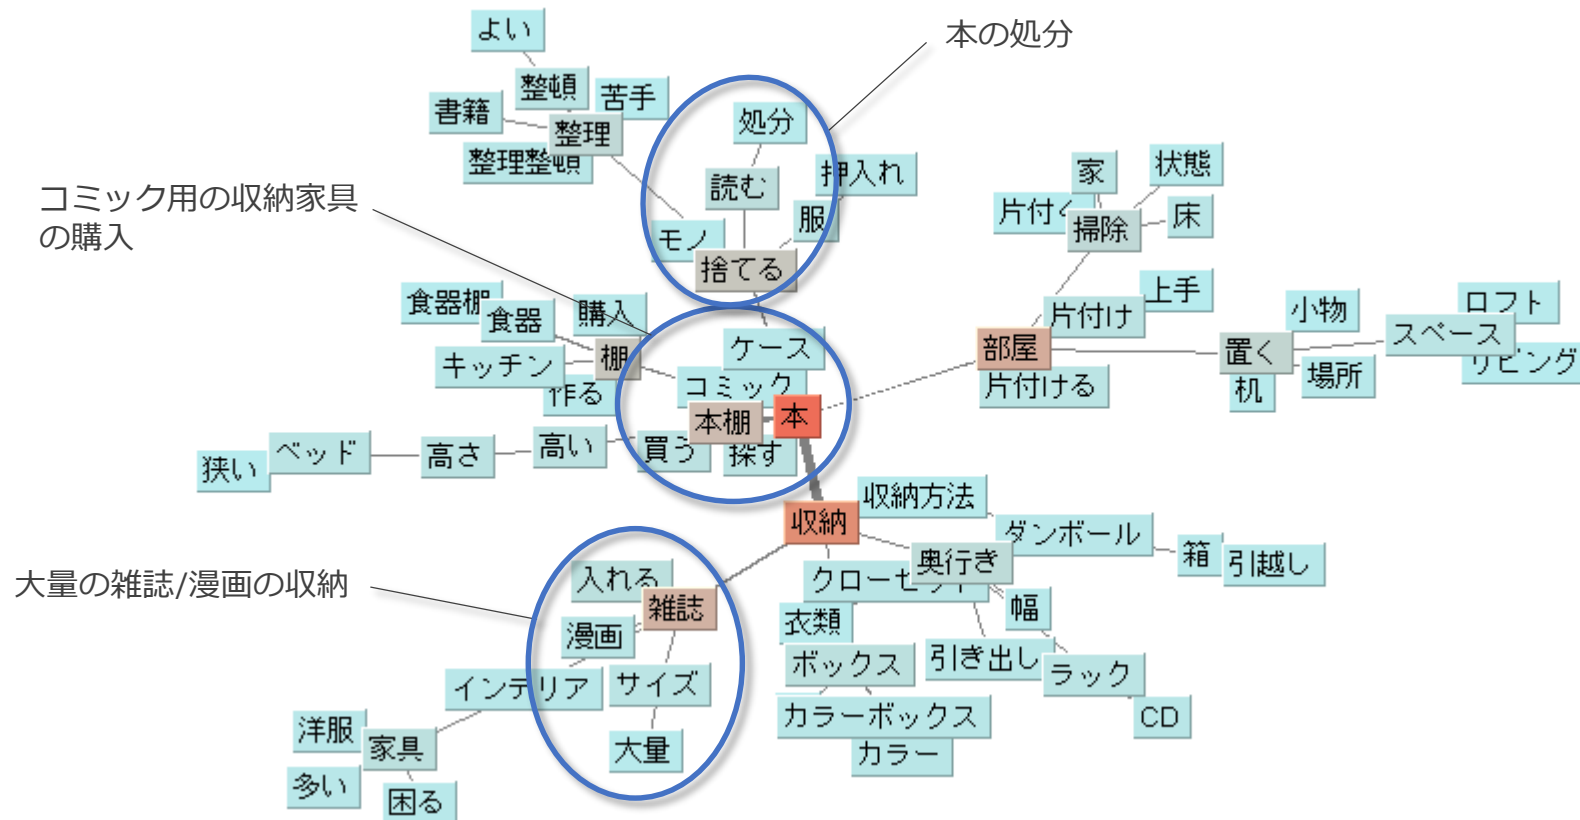 よい
本の処分
整頓
苦手
書籍
処分
整理
整理整頓
押入れ
家
状態
読む
コミック用の収納家具
の購入
服
片付く
床
掃除
モノ
捨てる
食器棚
購入
上手
小物
ロフト
食器
片付け
スペース
ケース
部屋
置く
棚
キッチン
リビング
コミック
場所
作る
片付ける
机
本
本棚
高い
買う
探す
ベッド
高さ
狭い
収納方法
収納
ダンボール
奥行き
箱
引越し
大量の雑誌/漫画の収納
入れる
クローゼット
雑誌
幅
衣類
漫画
ボックス
引き出し
ラック
インテリア
サイズ
カラーボックス
CD
洋服
家具
大量
カラー
多い
困る